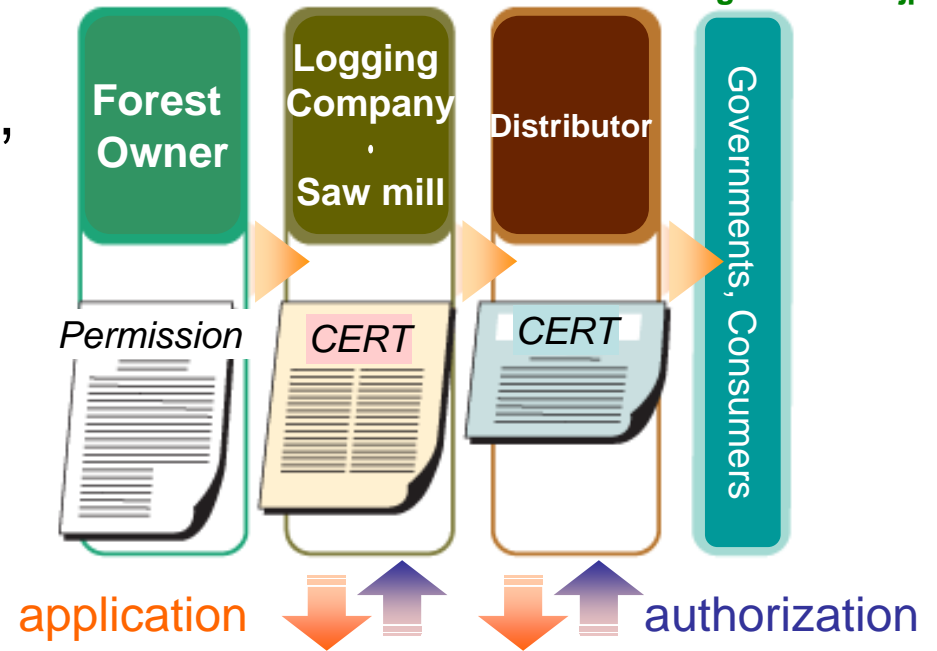 Forest
Owner
Logging
Company
・
Saw mill
Distributor
Governments, Consumers
,
Permission
CERT
CERT
application
authorization